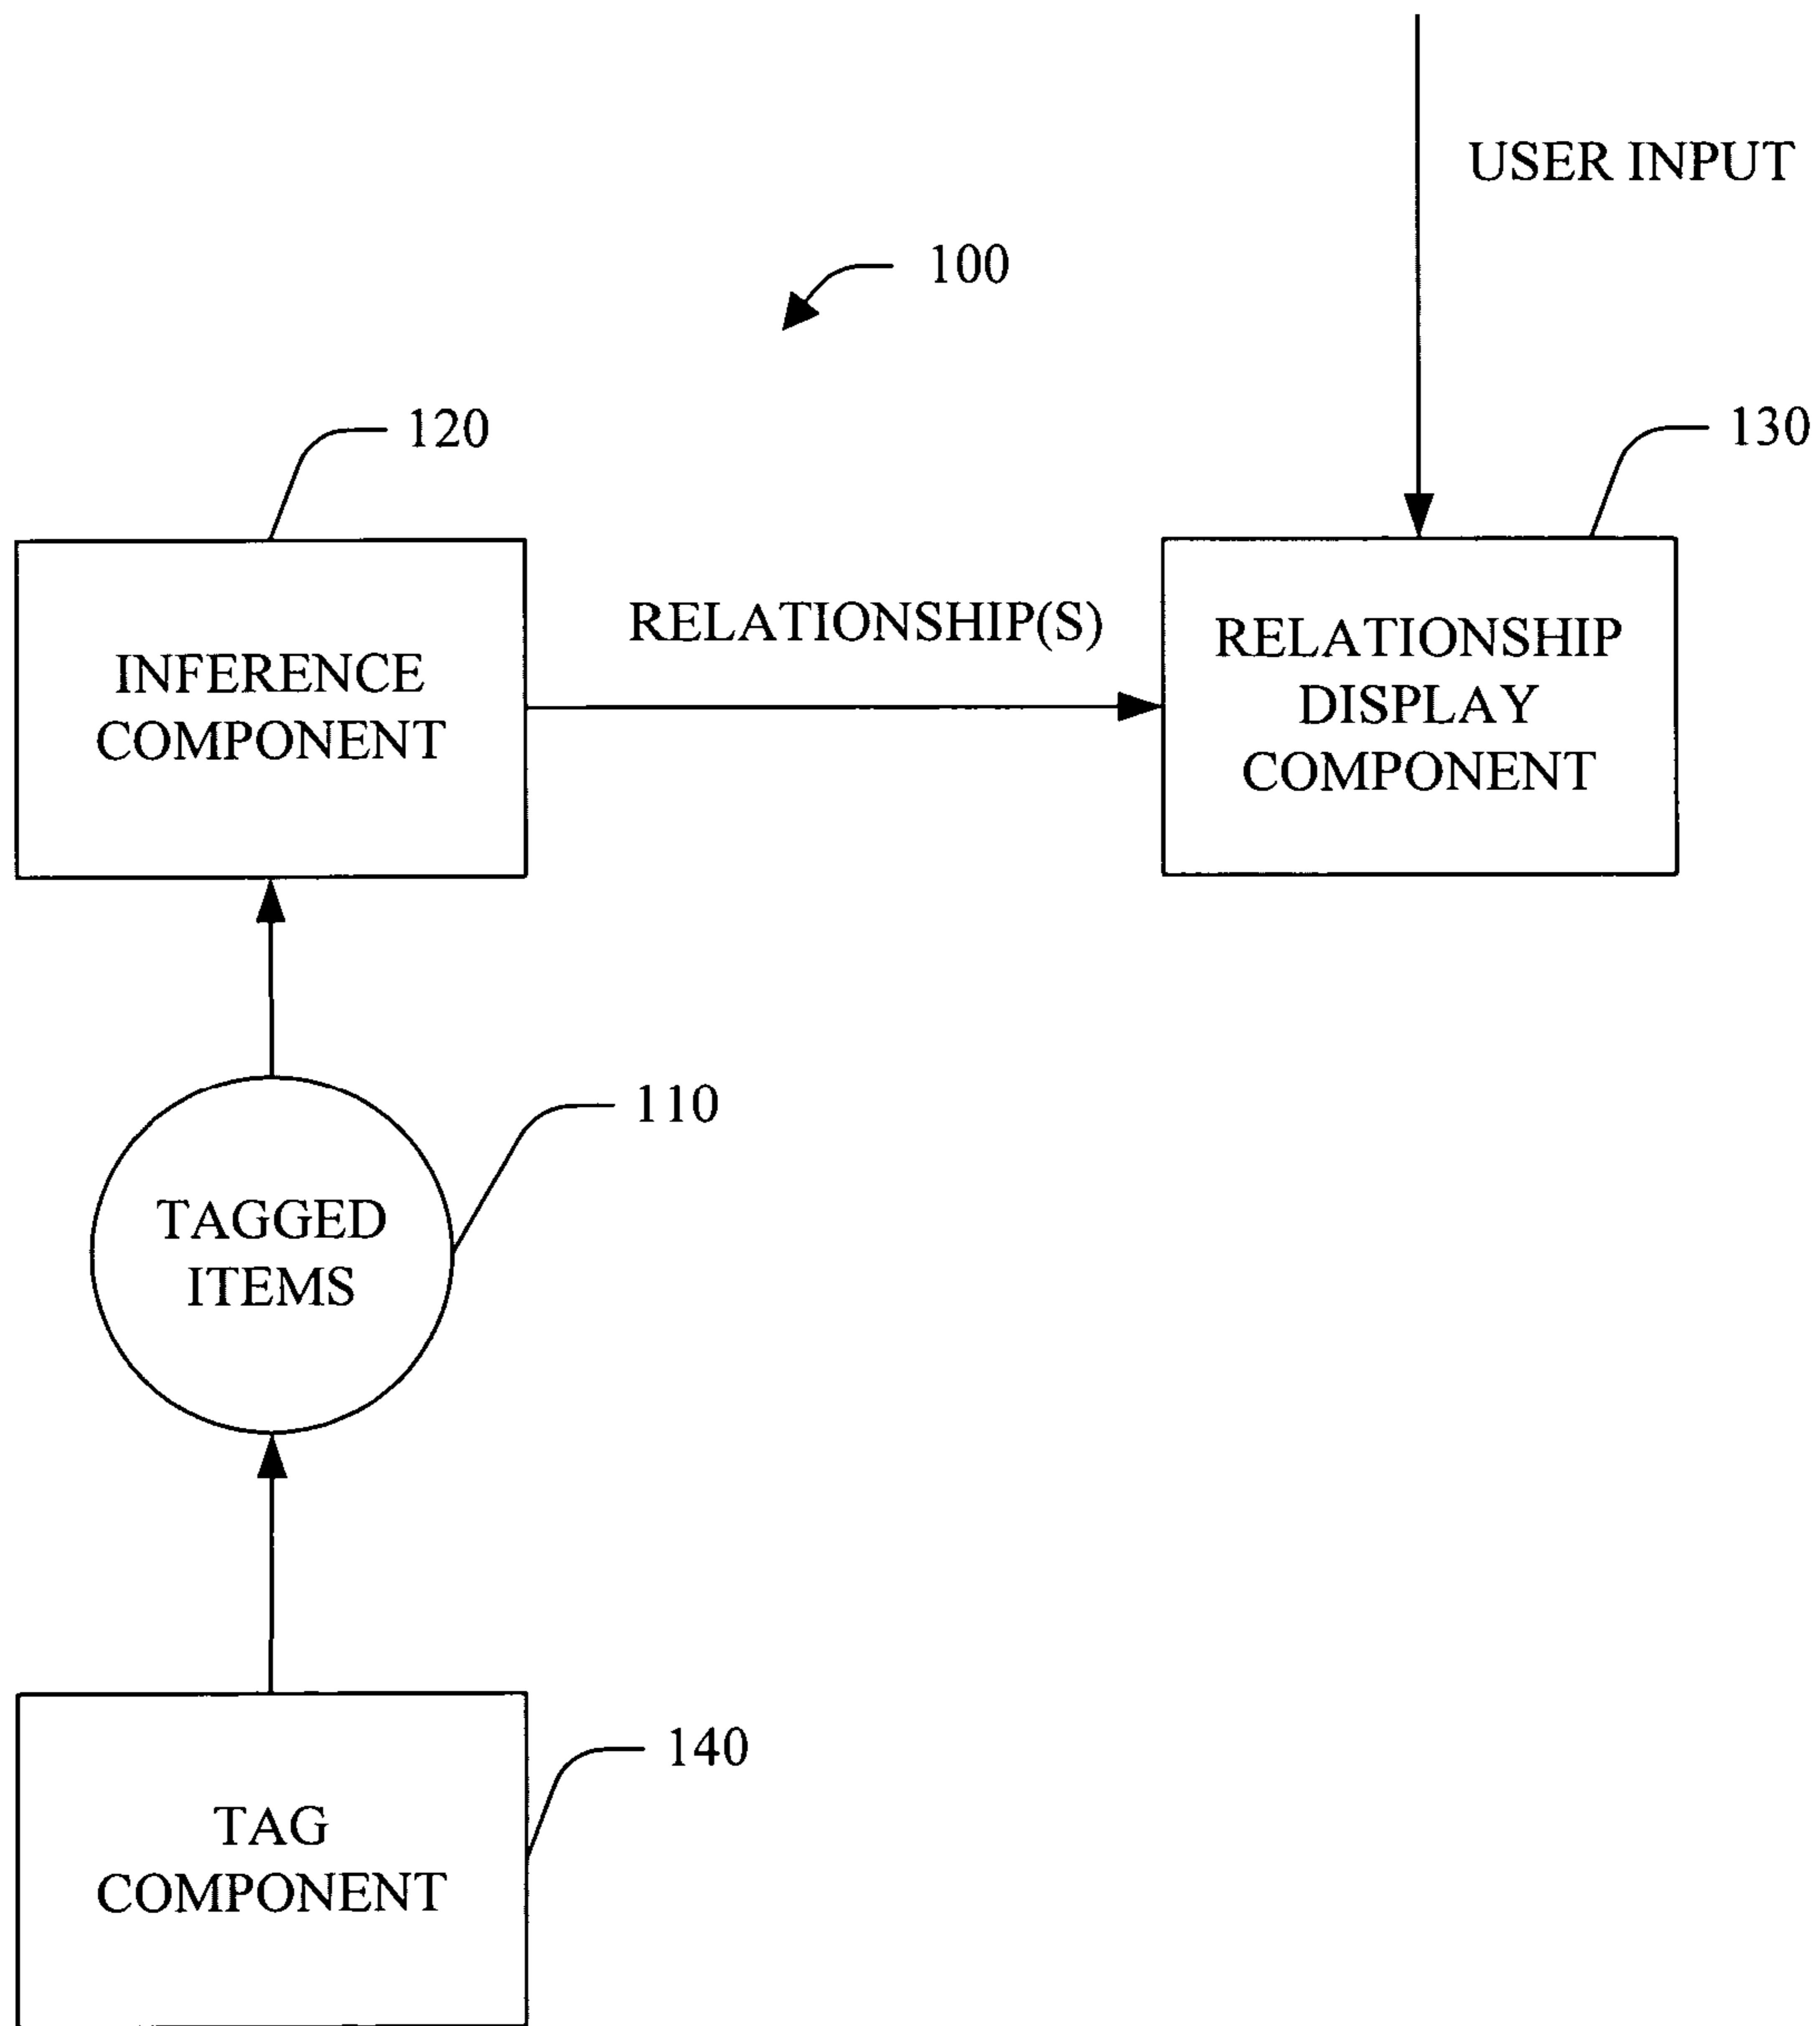 USER INPUT
100
120
130
RELATIONSHIP(S)
INFERENCE
COMPONENT
RELATIONSHIP
DISPLAY
COMPONENT
110
TAGGED
ITEMS
140
TAG
COMPONENT